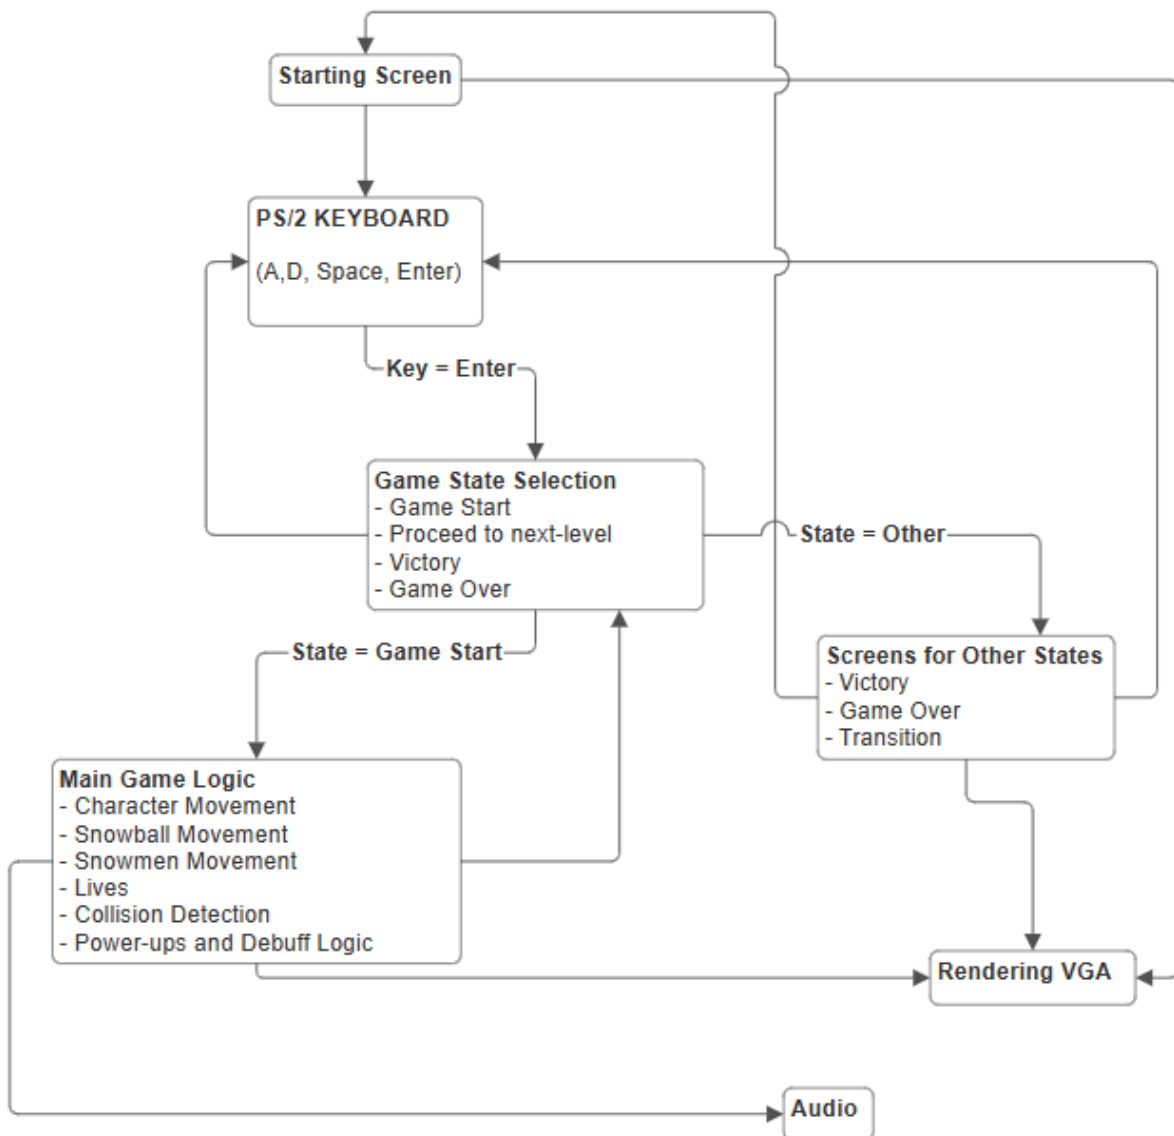 Starting Screen
PS/2 KEYBOARD
(A,D, Space, Enter)
Key = Enter
Game State Selection
- Game Start
- Proceed to next-level
- Victory
- Game Over
State = Other
State = Game Start
Screens for Other States
- Victory
- Game Over
- Transition
Main Game Logic
- Character Movement
- Snowball Movement
- Snowmen Movement
- Lives
- Collision Detection
- Power-ups and Debuff Logic
Rendering VGA
Audio